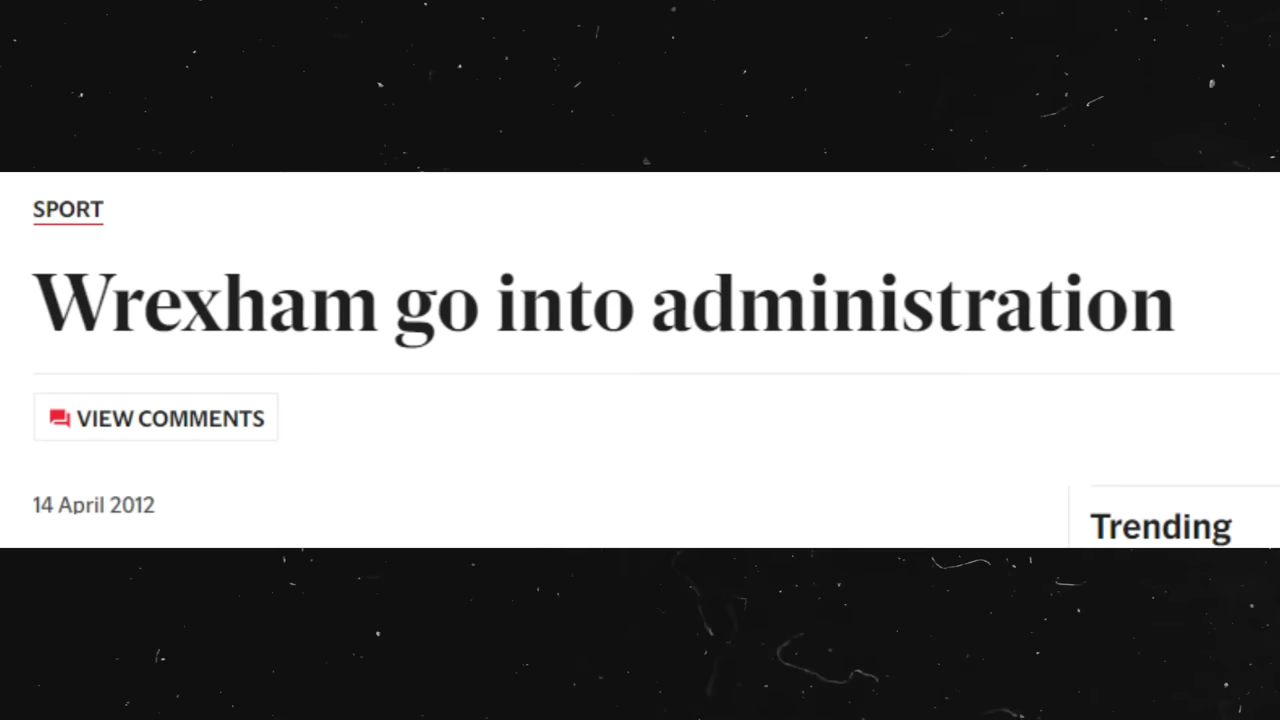 SPORT
Wrexham go into administration
VIEW COMMENTS
14 April 2012
Trending